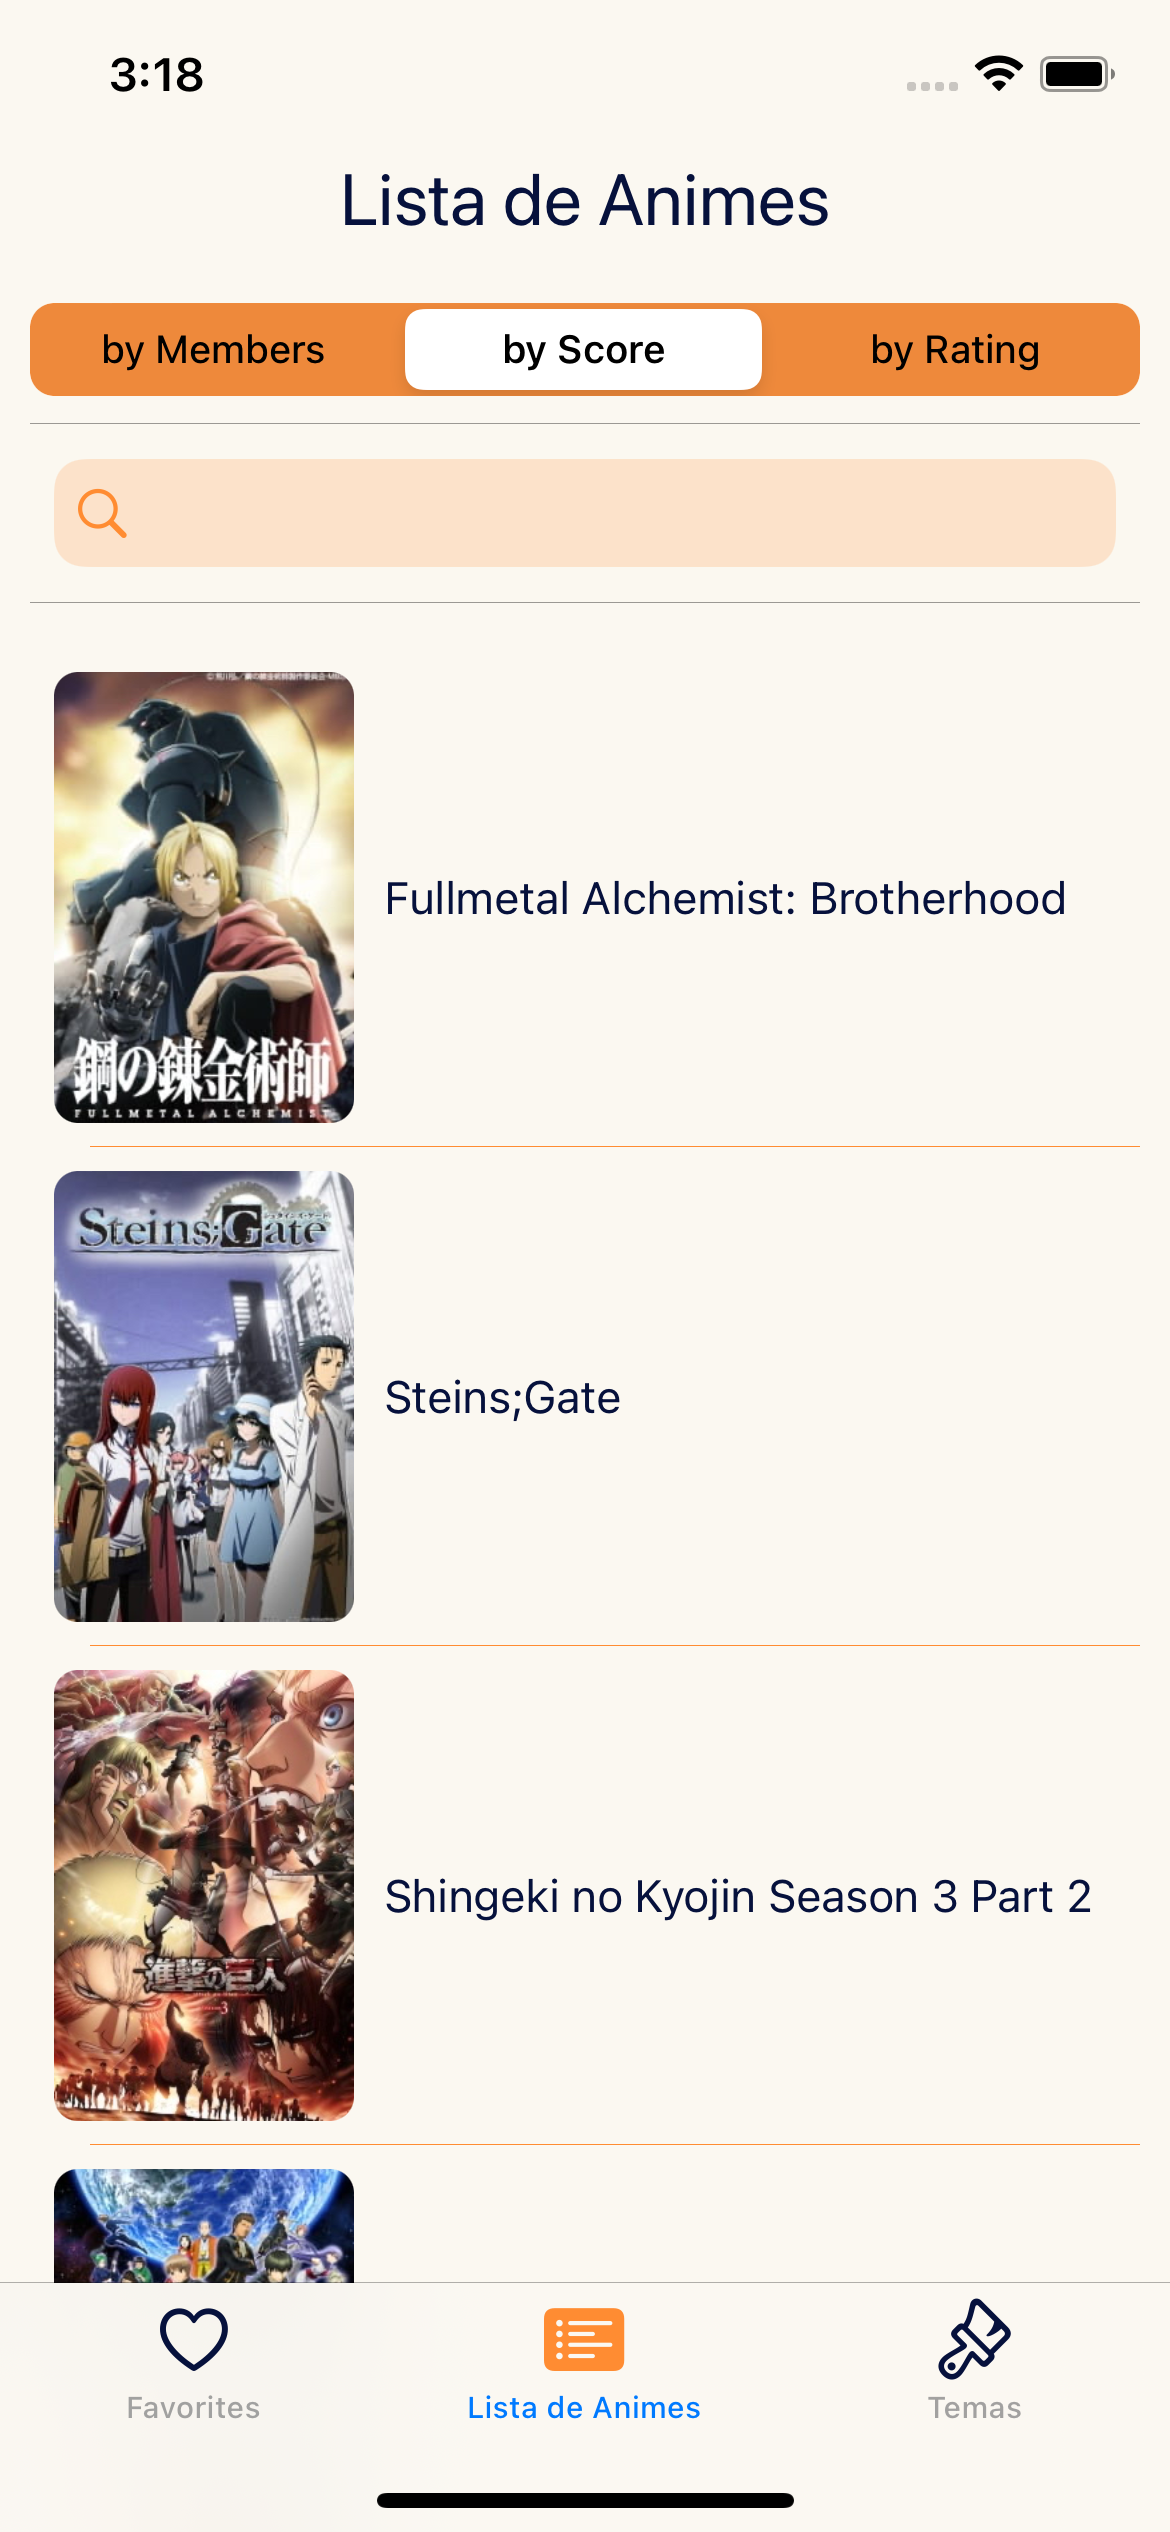 3:18
Lista de Animes
by Members
by Score
by Rating
鋼の錬金術師
FULLMETAL ALCHEMIST
Fullmetal Alchemist: Brotherhood
Steins;Gate
Steins;Gate
進撃の巨人
Shingeki no Kyojin Season 3 Part 2
Favorites
Lista de Animes
Temas